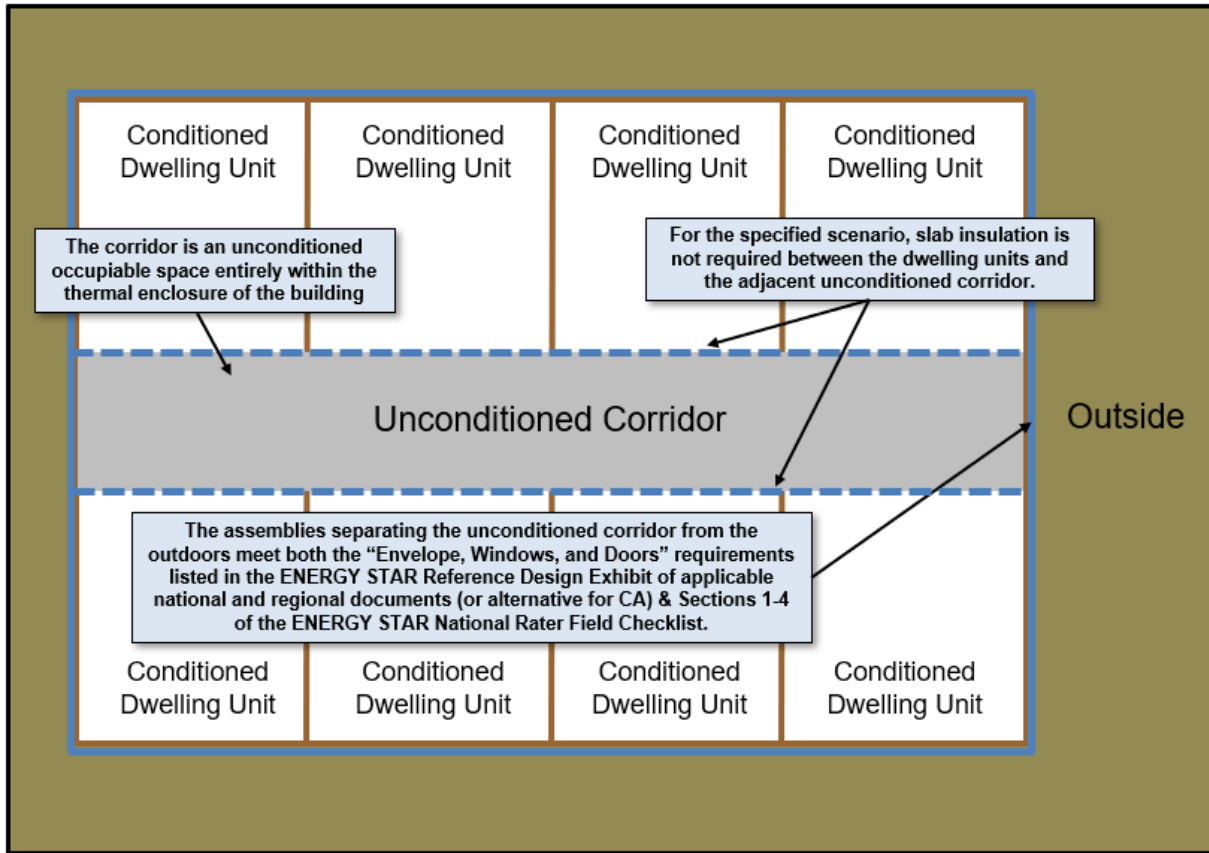 Conditioned
Dwelling Unit
Conditioned
Dwelling Unit
Conditioned
Dwelling Unit
Conditioned
Dwelling Unit
The corridor is an unconditioned
occupiable space entirely within the
thermal enclosure of the building
For the specified scenario, slab insulation is
not required between the dwelling units and
the adjacent unconditioned corridor.
Unconditioned Corridor
Outside
The assemblies separating the unconditioned corridor from the
outdoors meet both the “Envelope, Windows, and Doors” requirements
listed in the ENERGY STAR Reference Design Exhibit of applicable
national and regional documents (or alternative for CA) & Sections 1-4
of the ENERGY STAR National Rater Field Checklist.
Conditioned
Dwelling Unit
Conditioned
Dwelling Unit
Conditioned
Dwelling Unit
Conditioned
Dwelling Unit